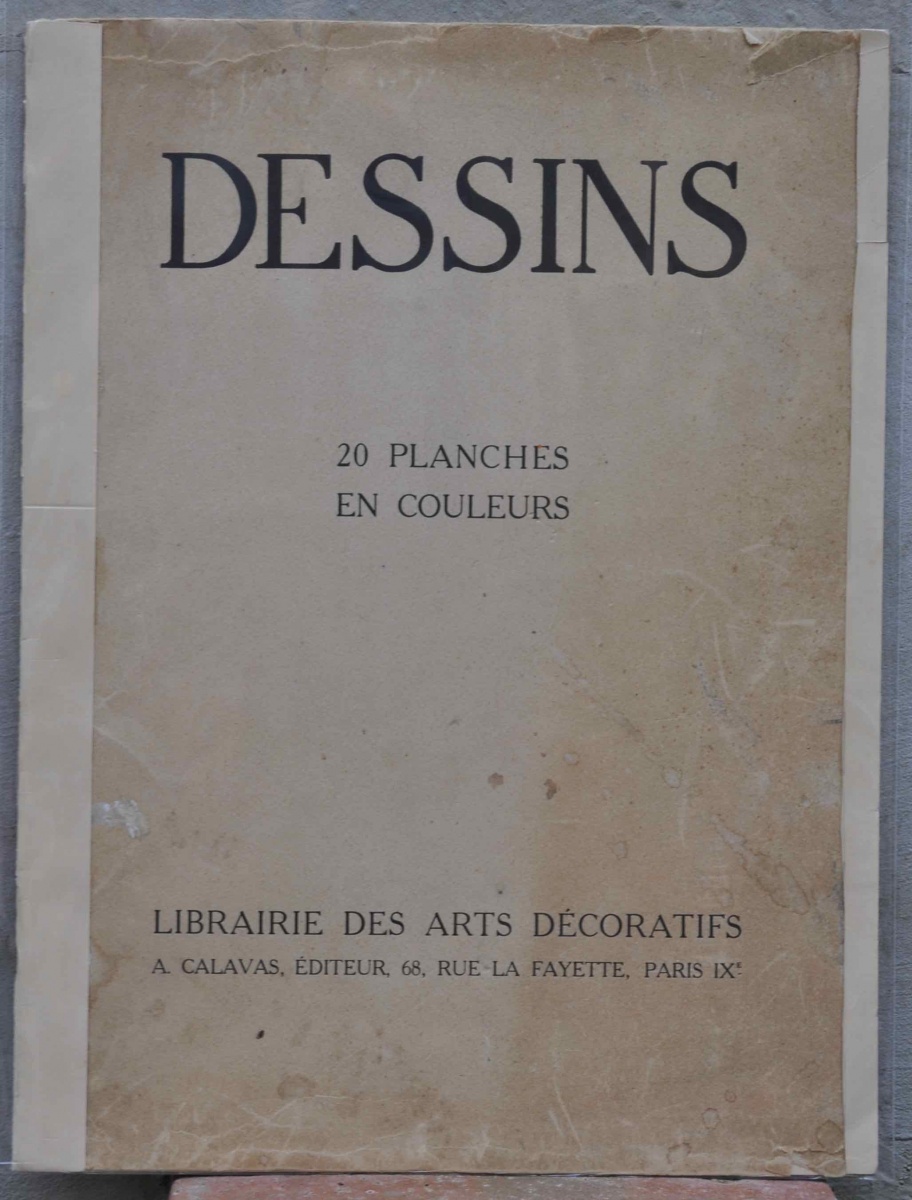 DESSINS
20 PLANCHES
EN COULEURS
LIBRAIRIE DES ARTS DÉCORATIFS
A. CALAVAS, ÉDITEUR, 68, RUE LA FAYETTE, PARIS IXᴱ